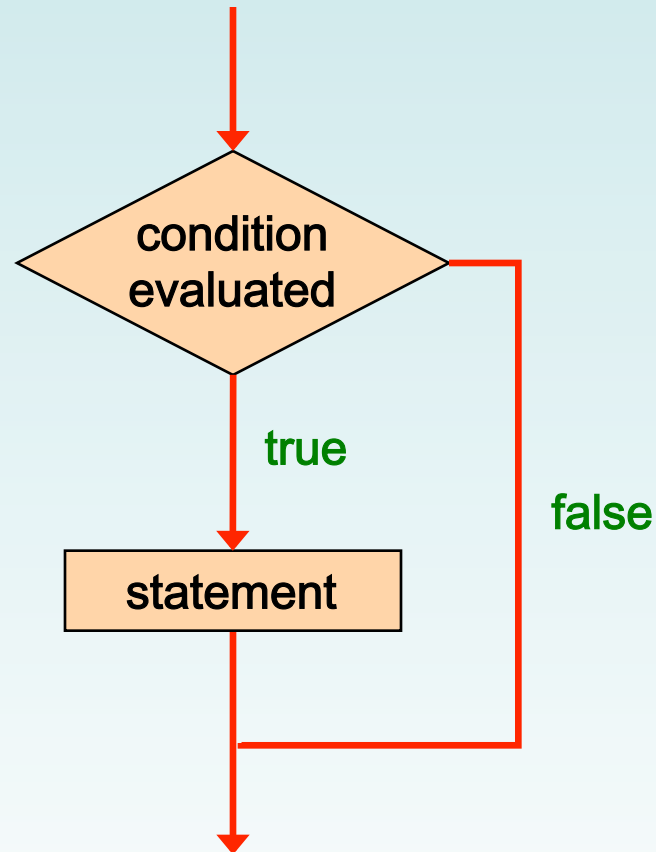 condition
evaluated
true
false
statement